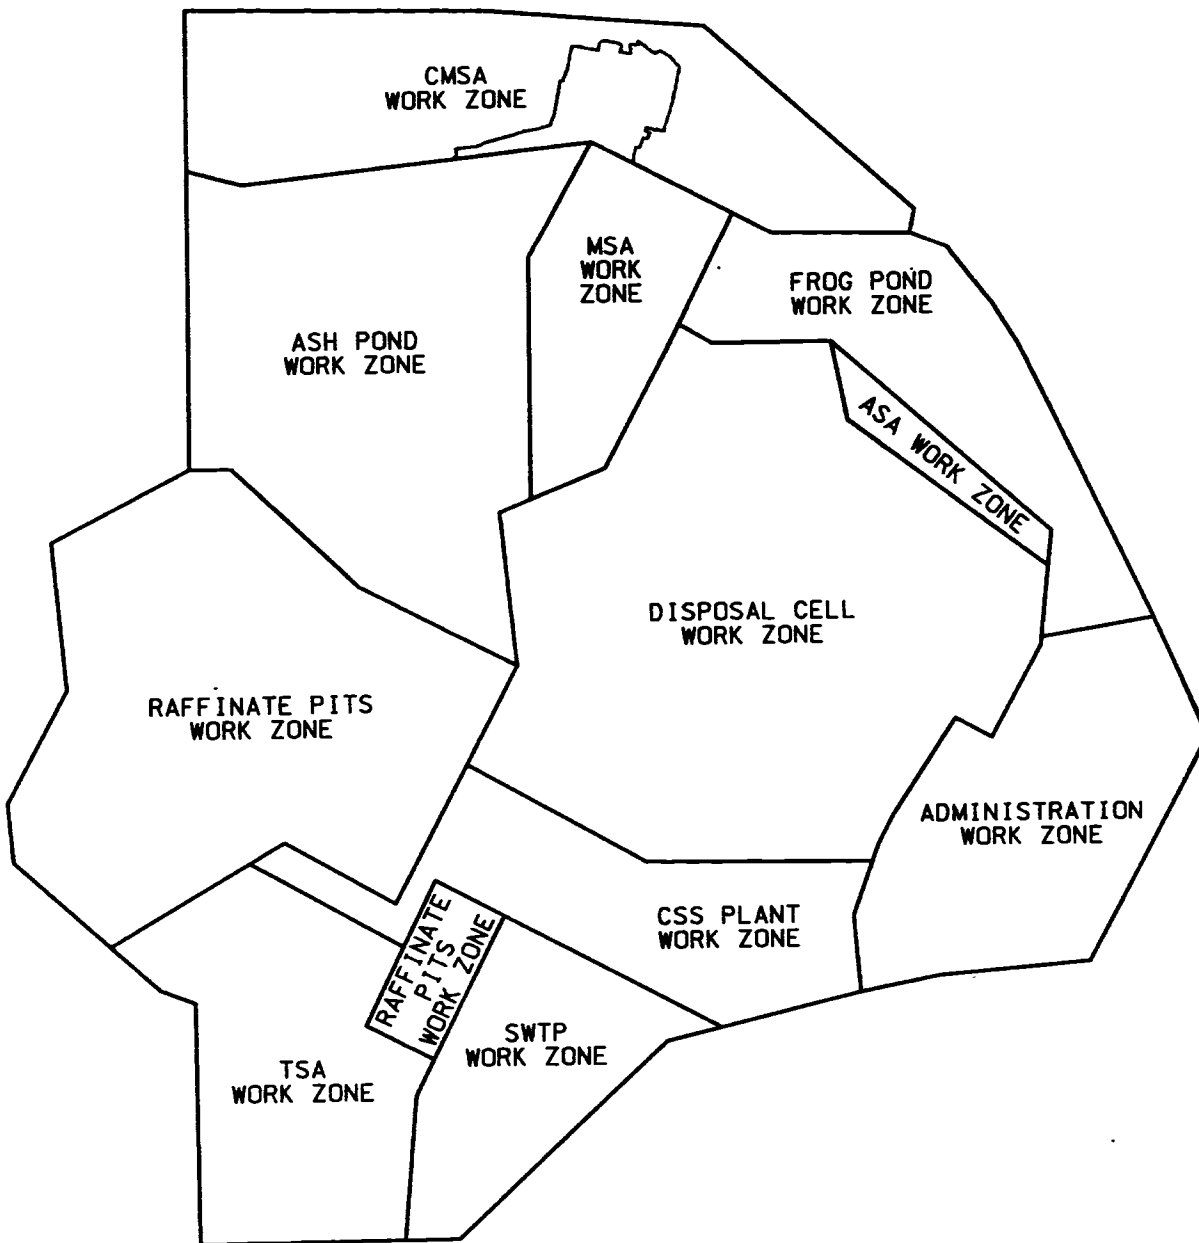 CMSA
WORK ZONE
MSA
WORK
ZONE
FROG POND
WORK ZONE
ASH POND
WORK ZONE
ASA WORK ZONE
DISPOSAL CELL
WORK ZONE
RAFFINATE PITS
WORK ZONE
ADMINISTRATION
WORK ZONE
CSS PLANT
WORK ZONE
RAFFINATE
PITS
WORK ZONE
SWTP
WORK ZONE
TSA
WORK ZONE